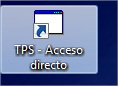 TPS - Acceso
directo